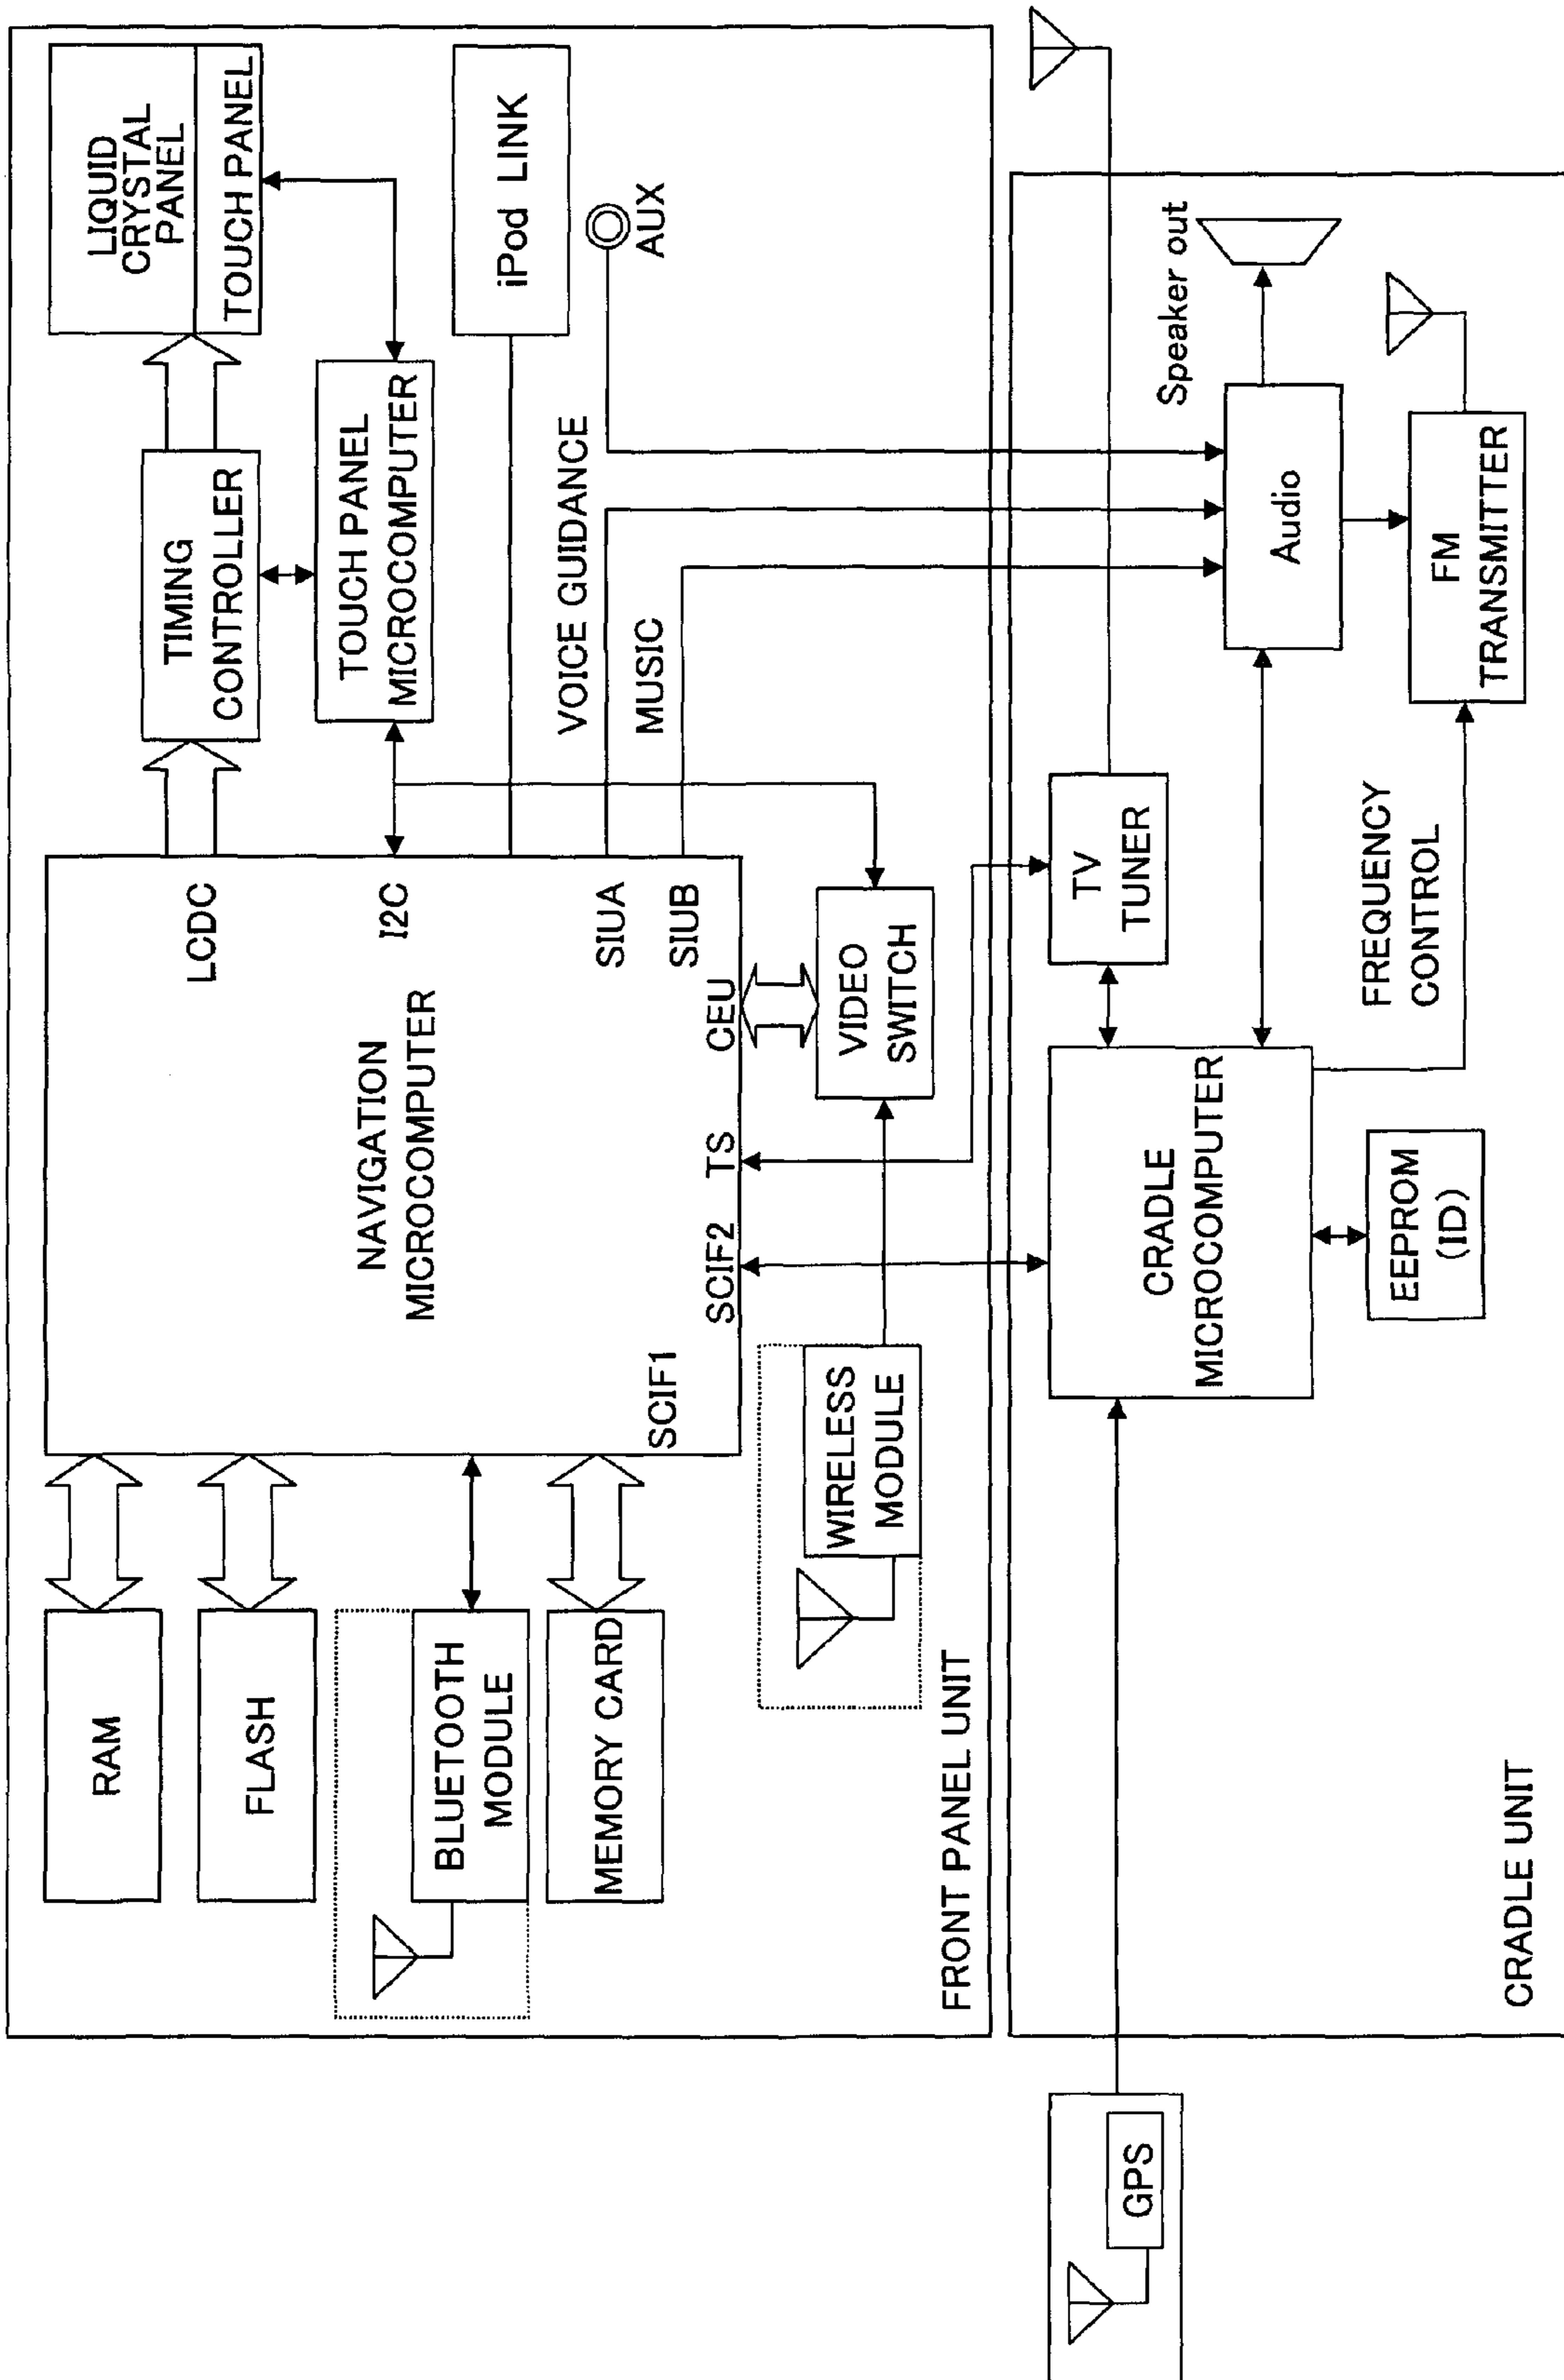 RAM
FLASH
BLUETOOTH
MODULE
MEMORY CARD
NAVIGATION
MICROCOMPUTER
LCDC
I2C
SIUA
SIUB
CEU
TS
SCIF2
SCIF1
TIMING
CONTROLLER
LIQUID
CRYSTAL
PANEL
TOUCH PANEL
TOUCH PANEL
MICROCOMPUTER
iPod LINK
VOICE GUIDANCE
MUSIC
AUX
WIRELESS
MODULE
VIDEO
SWITCH
FRONT PANEL UNIT
GPS
CRADLE
MICROCOMPUTER
TV
TUNER
Audio
Speaker out
EEPROM
(ID)
FREQUENCY
CONTROL
FM
TRANSMITTER
CRADLE UNIT